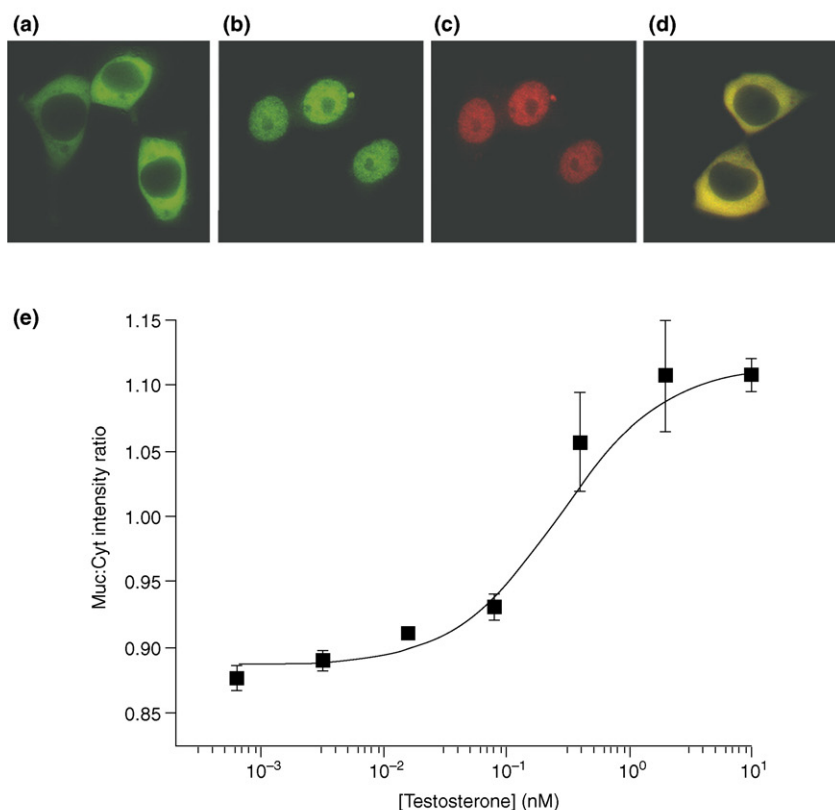 (a) (b) (c) (d)
(e)
Muc:Cyt intensity ratio
1.15
1.10
1.05
1.00
0.95
0.90
0.85
10⁻³ 10⁻² 10⁻¹ 10⁰ 10¹
[Testosterone] (nM)